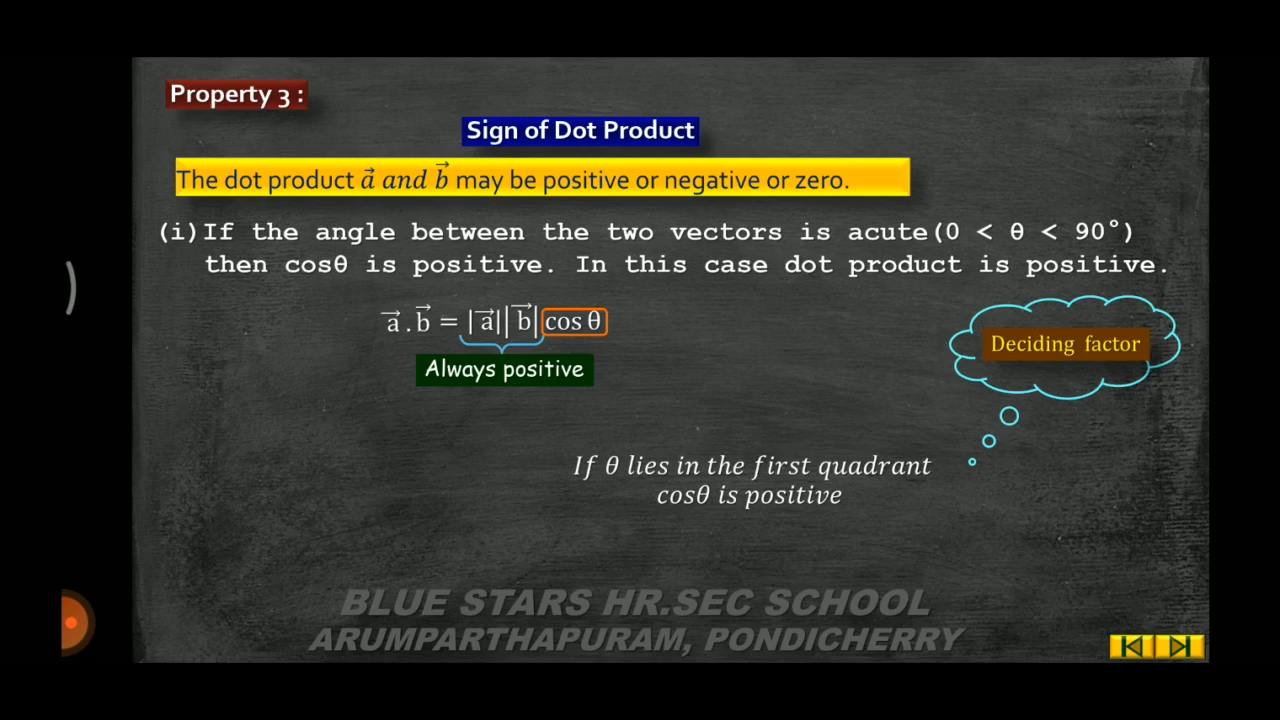 Property 3 :
Sign of Dot Product
The dot product a⃗ and b⃗ may be positive or negative or zero.
(i) If the angle between the two vectors is acute(0 < θ < 90°)
then cosθ is positive. In this case dot product is positive.
a⃗ . b⃗ = |a⃗||b⃗| cos θ
Deciding factor
Always positive
If θ lies in the first quadrant
cosθ is positive
BLUE STARS HR.SEC SCHOOL
ARUMPARTHAPURAM, PONDICHERRY